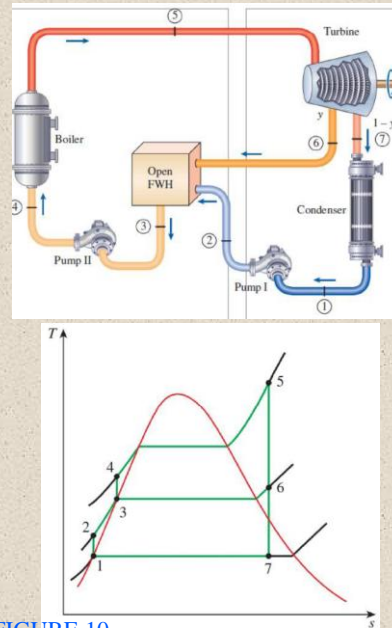 ⑤
Turbine
y
1 –
⑥
⑦
Boiler
Open
FWH
Condenser
4
③
②
Pump II
Pump I
①
T
5
4
6
3
2
1
7
s
FIGURE 10